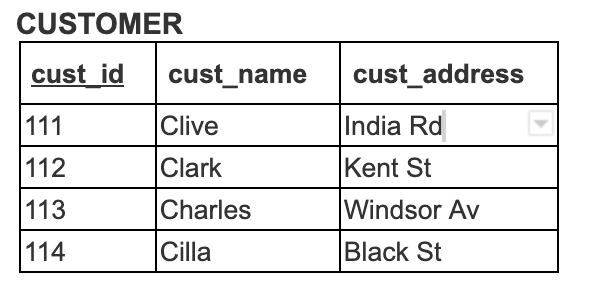 CUSTOMER
cust_id cust_name cust_address
111 Clive India Rd
112 Clark Kent St
113 Charles Windsor Av
114 Cilla Black St